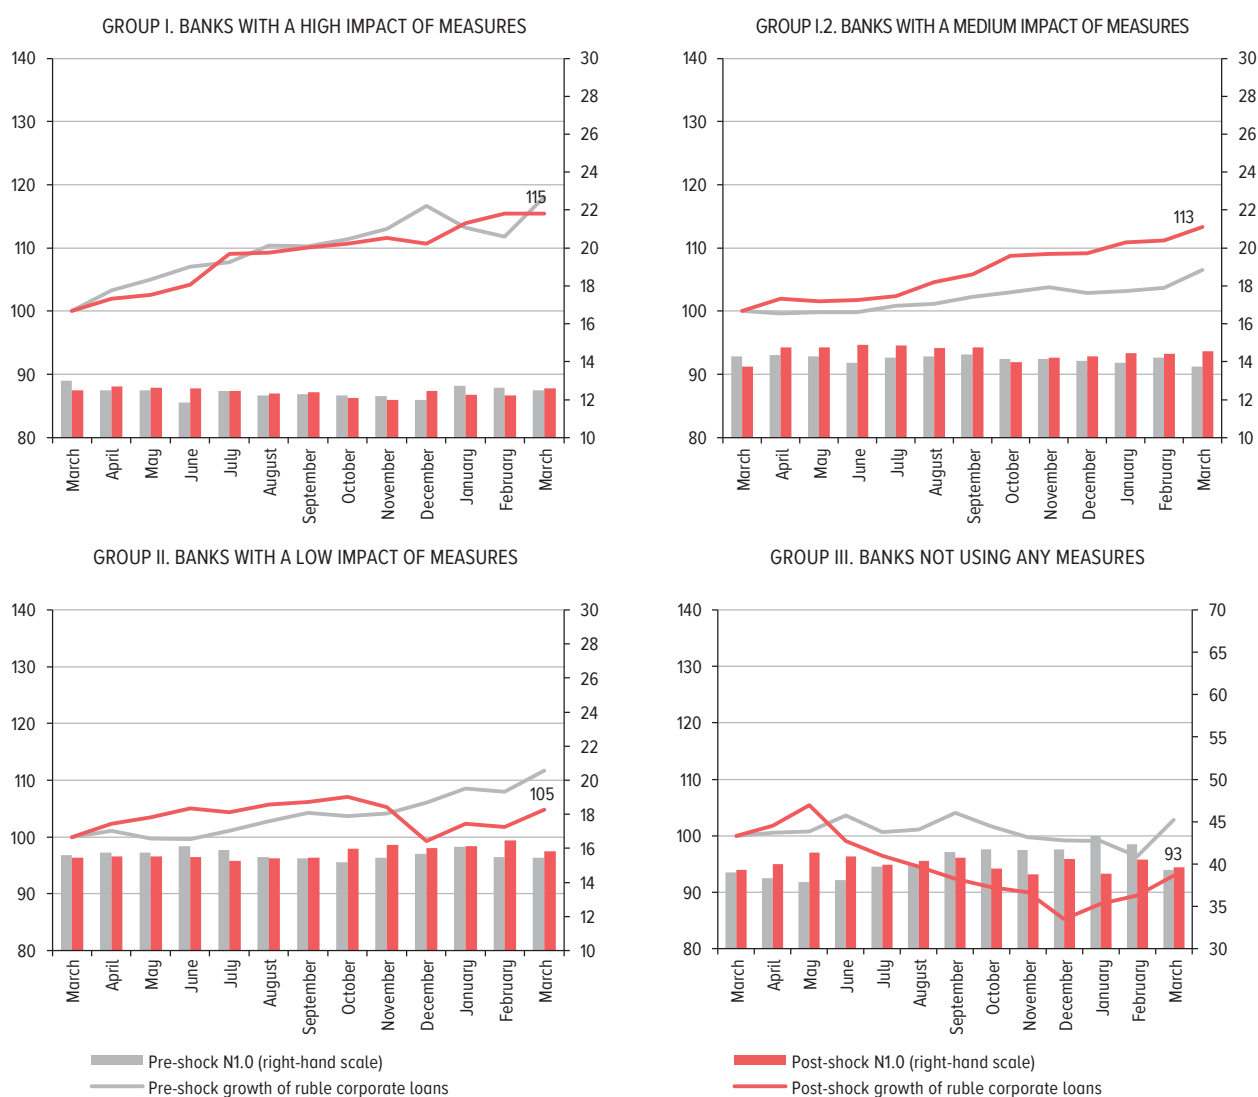 GROUP I. BANKS WITH A HIGH IMPACT OF MEASURES
140
130
120
110
100
90
80
30
28
26
24
22
20
18
16
14
12
10
115
March
April
May
June
July
August
September
October
November
December
January
February
March
GROUP I.2. BANKS WITH A MEDIUM IMPACT OF MEASURES
140
130
120
110
100
90
80
30
28
26
24
22
20
18
16
14
12
10
113
March
April
May
June
July
August
September
October
November
December
January
February
March
GROUP II. BANKS WITH A LOW IMPACT OF MEASURES
140
130
120
110
100
90
80
30
28
26
24
22
20
18
16
14
12
10
105
March
April
May
June
July
August
September
October
November
December
January
February
March
GROUP III. BANKS NOT USING ANY MEASURES
140
130
120
110
100
90
80
70
65
60
55
50
45
40
35
30
93
March
April
May
June
July
August
September
October
November
December
January
February
March
Pre-shock N1.0 (right-hand scale)
Post-shock N1.0 (right-hand scale)
Pre-shock growth of ruble corporate loans
Post-shock growth of ruble corporate loans